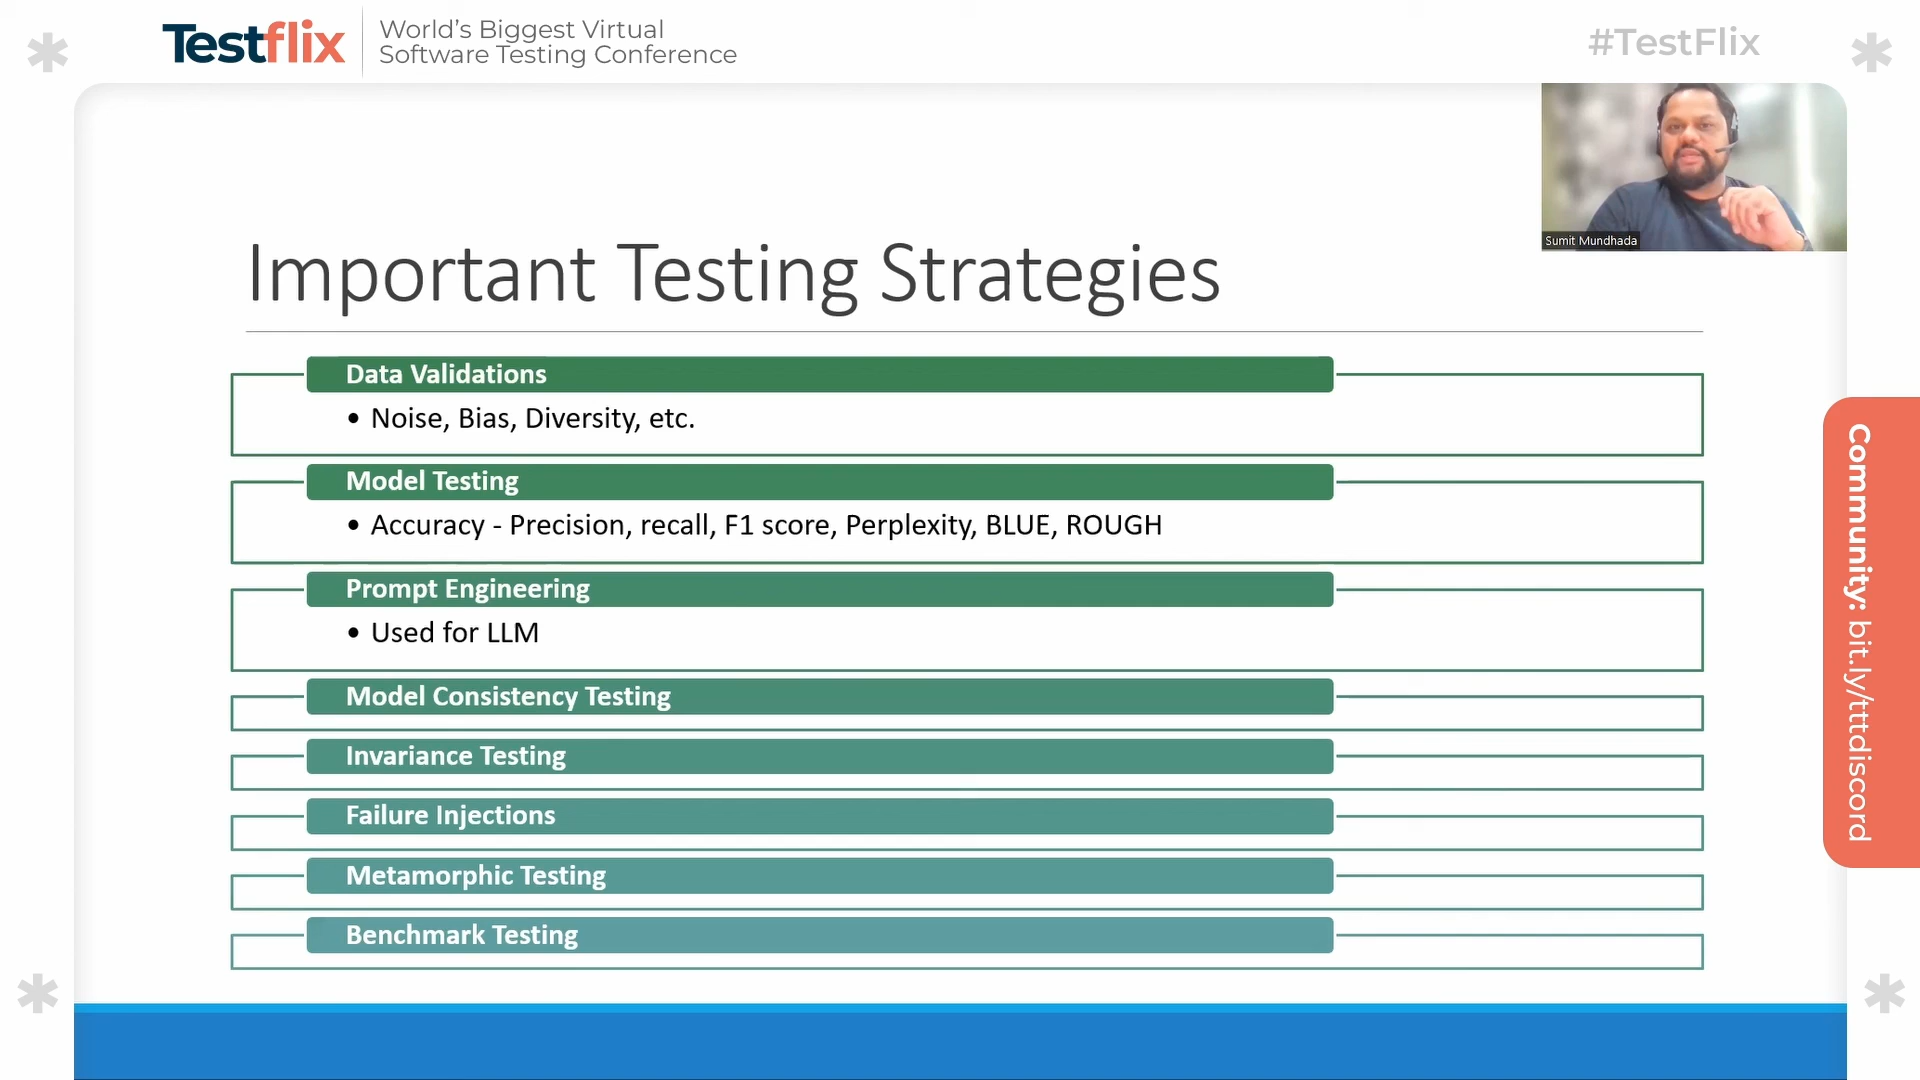 Testflix
World's Biggest Virtual
Software Testing Conference
#TestFlix
Sumit Mundhada
Important Testing Strategies
Data Validations
• Noise, Bias, Diversity, etc.
Model Testing
• Accuracy - Precision, recall, F1 score, Perplexity, BLUE, ROUGH
Prompt Engineering
• Used for LLM
Model Consistency Testing
Invariance Testing
Failure Injections
Metamorphic Testing
Benchmark Testing
Community: bit.ly/tttdiscord